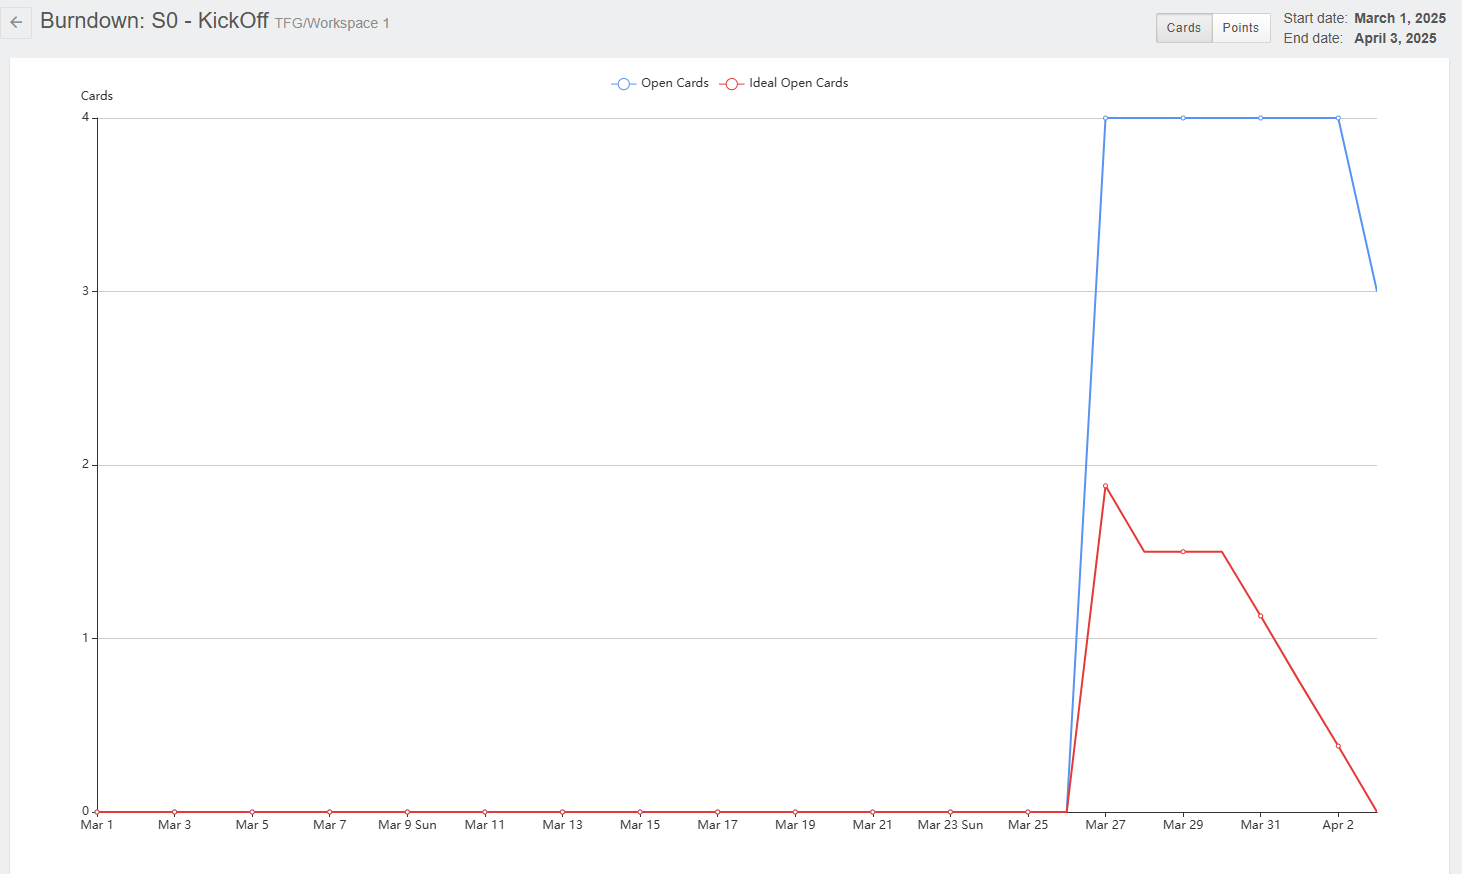 Burndown: S0 - KickOff TFG/Workspace 1
Cards Points
Start date: March 1, 2025
End date: April 3, 2025
Open Cards Ideal Open Cards
Cards
4
3
2
1
0
Mar 1 Mar 3 Mar 5 Mar 7 Mar 9 Sun Mar 11 Mar 13 Mar 15 Mar 17 Mar 19 Mar 21 Mar 23 Sun Mar 25 Mar 27 Mar 29 Mar 31 Apr 2